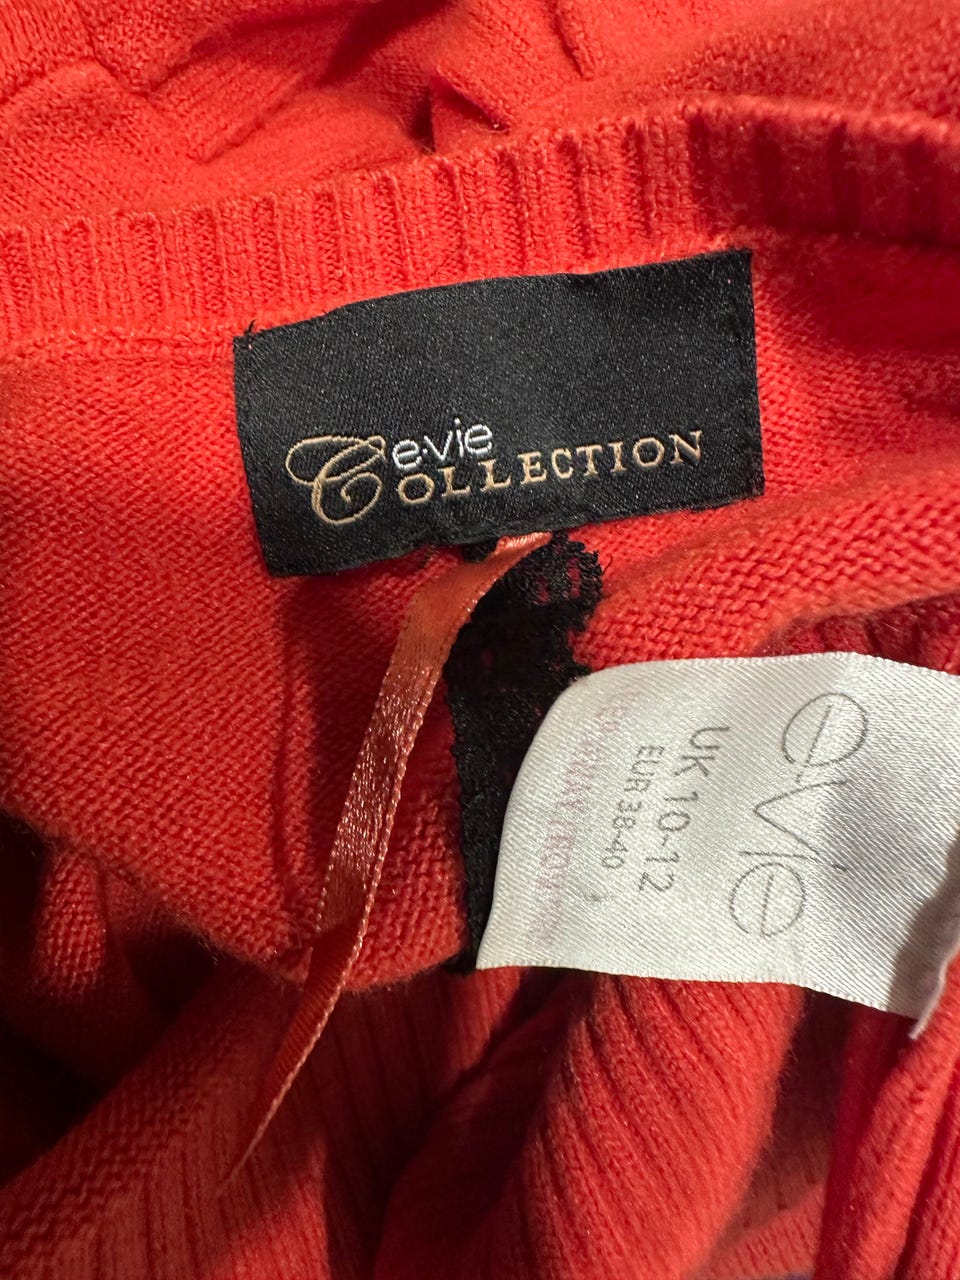 e·vie
COLLECTION
e·vie
UK 10-12
EUR 38-40